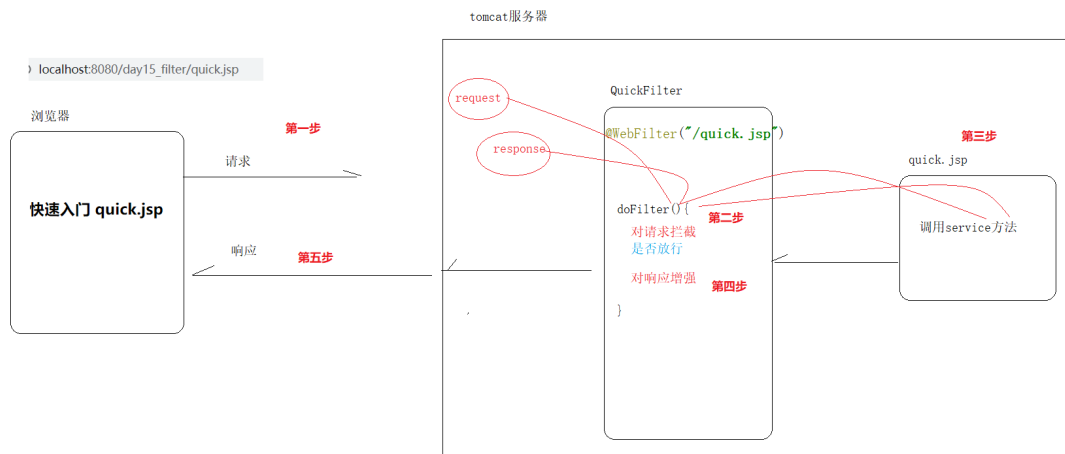 tomcat服务器
localhost:8080/day15_filter/quick.jsp
浏览器
第一步
请求
快速入门 quick.jsp
响应
第五步
request
response
QuickFilter
@WebFilter("/quick.jsp")
doFilter(){
第二步
对请求拦截
是否放行
对响应增强
第四步
}
第三步
quick.jsp
调用service方法